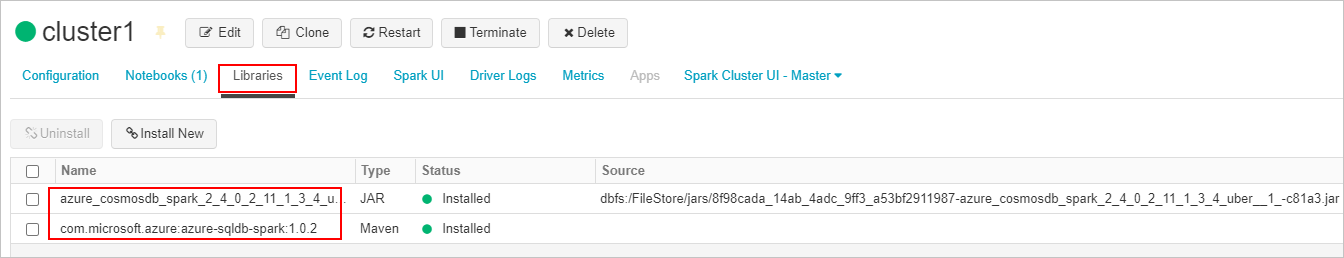 cluster1 Edit Clone Restart Terminate Delete
Configuration Notebooks (1) Libraries Event Log Spark UI Driver Logs Metrics Apps Spark Cluster UI - Master
Uninstall Install New
Name Type Status Source
azure_cosmosdb_spark_2_4_0_2_11_1_3_4_u... JAR Installed dbfs:/FileStore/jars/8f98cada_14ab_4adc_9ff3_a53bf2911987-azure_cosmosdb_spark_2_4_0_2_11_1_3_4_uber__1_-c81a3.jar
com.microsoft.azure:azure-sqldb-spark:1.0.2 Maven Installed